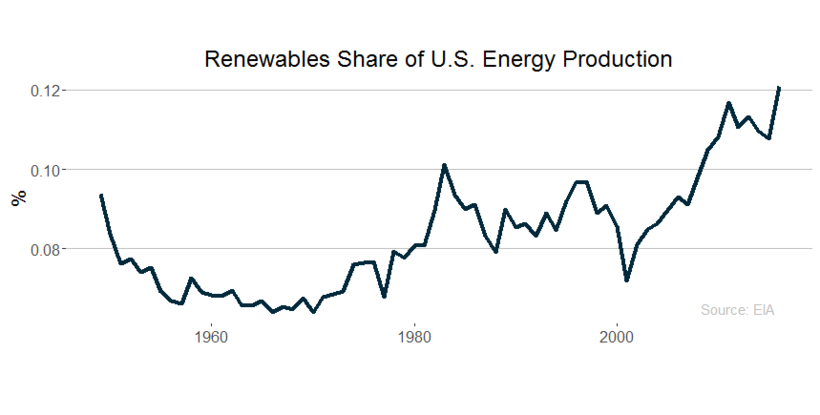 Renewables Share of U.S. Energy Production
0.12
0.10
%
0.08
Source: EIA
1960 1980 2000